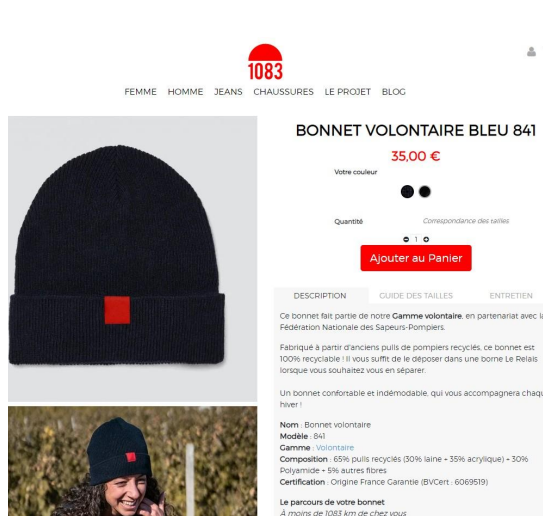 1083
FEMME HOMME JEANS CHAUSSURES LE PROJET BLOG
BONNET VOLONTAIRE BLEU 841
35,00 €
Votre couleur
Quantité
Correspondance des tailles
1
Ajouter au Panier
DESCRIPTION GUIDE DES TAILLES ENTRETIEN
Ce bonnet fait partie de notre Gamme volontaire, en partenariat avec la
Fédération Nationale des Sapeurs-Pompiers.
Fabriqué à partir d'anciens pulls de pompiers recyclés, ce bonnet est
100% recyclable ! Il vous suffit de le déposer dans une borne Le Relais
lorsque vous souhaitez vous en séparer.
Un bonnet confortable et indémodable, qui vous accompagnera chaqu
hiver !
Nom : Bonnet volontaire
Modèle : 841
Gamme : Volontaire
Composition : 65% pulls recyclés (30% laine + 35% acrylique) + 30%
Polyamide + 5% autres fibres
Certification : Origine France Garantie (BVCert : 6069519)
Le parcours de votre bonnet
À moins de 1083 km de chez vous